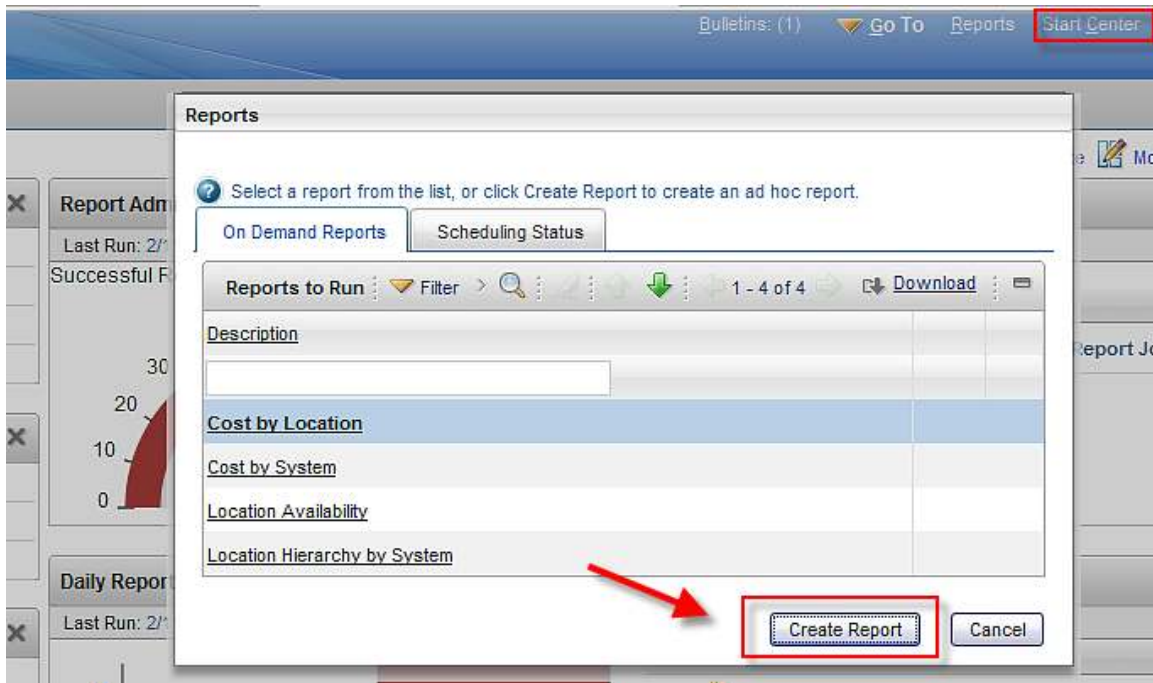 Bulletins: (1) Go To Reports Start Center
Reports
Select a report from the list, or click Create Report to create an ad hoc report.
On Demand Reports Scheduling Status
Reports to Run Filter 1 - 4 of 4 Download
Description
Cost by Location
Cost by System
Location Availability
Location Hierarchy by System
Create Report Cancel
Report Adm
Last Run: 2/
Successful R
30
20
10
0
Daily Report
Last Run: 2/
Report Jo